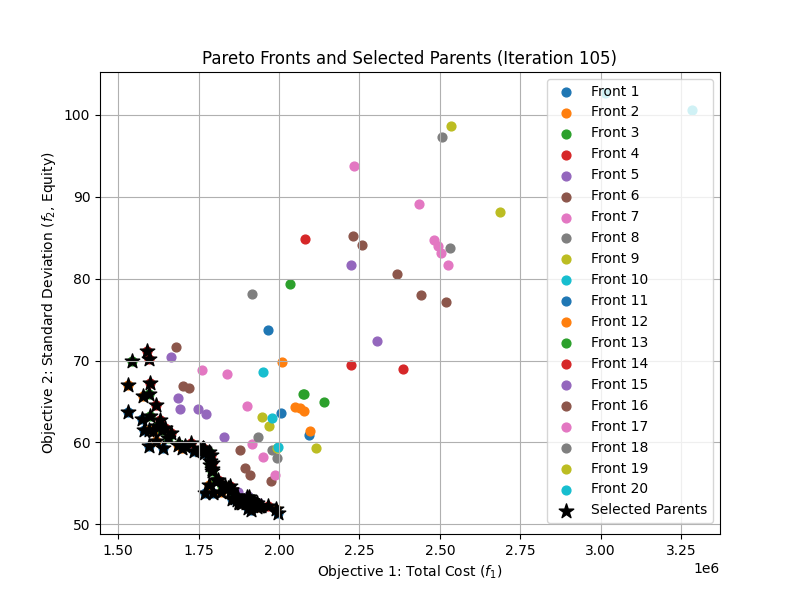 Pareto Fronts and Selected Parents (Iteration 105)
Objective 2: Standard Deviation (f₂, Equity)
100
90
80
70
60
50
1.50
1.75
2.00
2.25
2.50
2.75
3.00
3.25
1e6
Objective 1: Total Cost (f₁)
Front 1
Front 2
Front 3
Front 4
Front 5
Front 6
Front 7
Front 8
Front 9
Front 10
Front 11
Front 12
Front 13
Front 14
Front 15
Front 16
Front 17
Front 18
Front 19
Front 20
Selected Parents